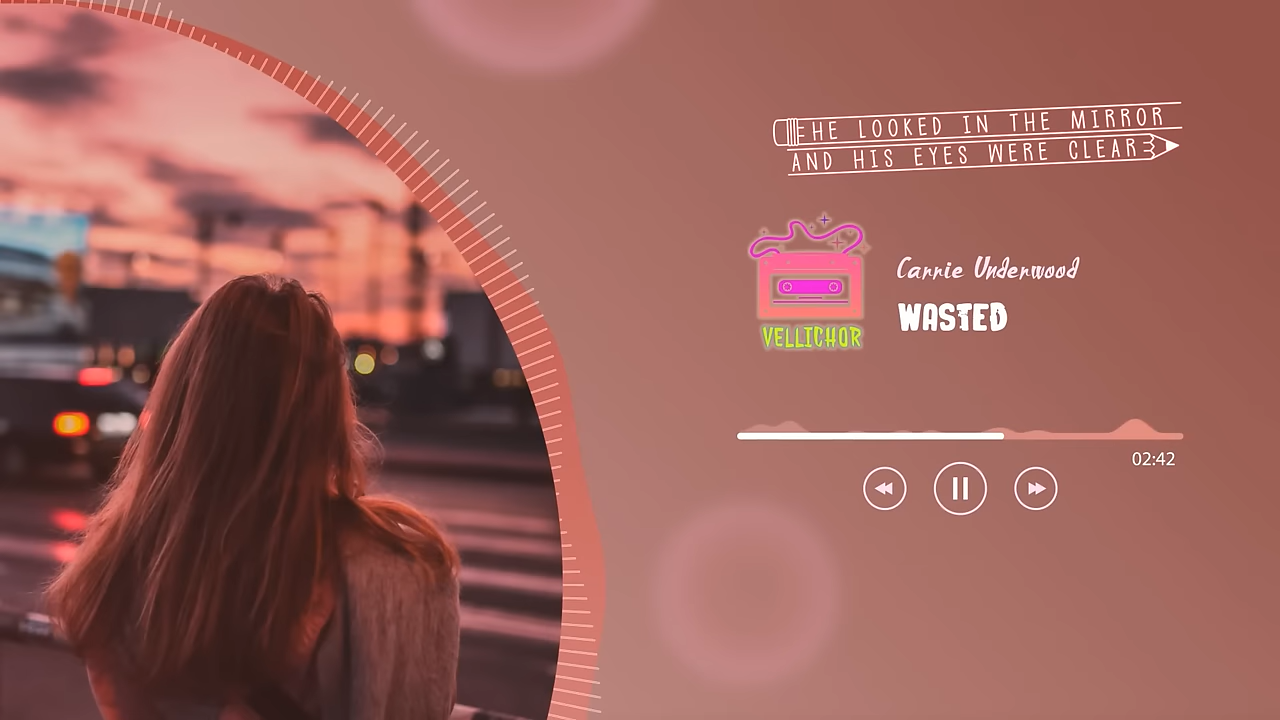 HE LOOKED IN THE MIRROR
AND HIS EYES WERE CLEAR
VELLICHOR
Carrie Underwood
WASTED
02:42